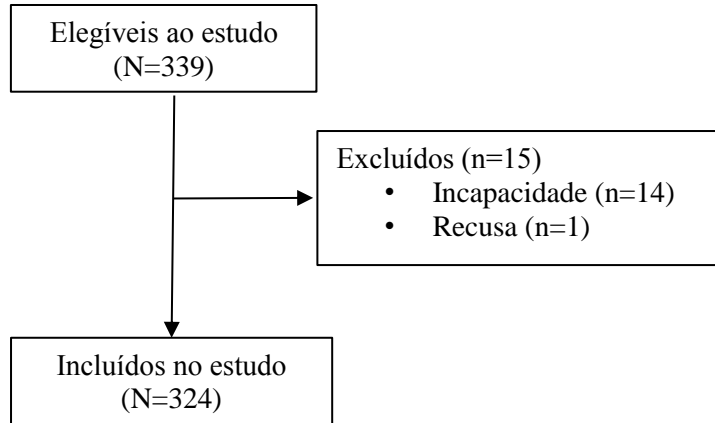 Elegíveis ao estudo
(N=339)
Excluídos (n=15)
• Incapacidade (n=14)
• Recusa (n=1)
Incluídos no estudo
(N=324)